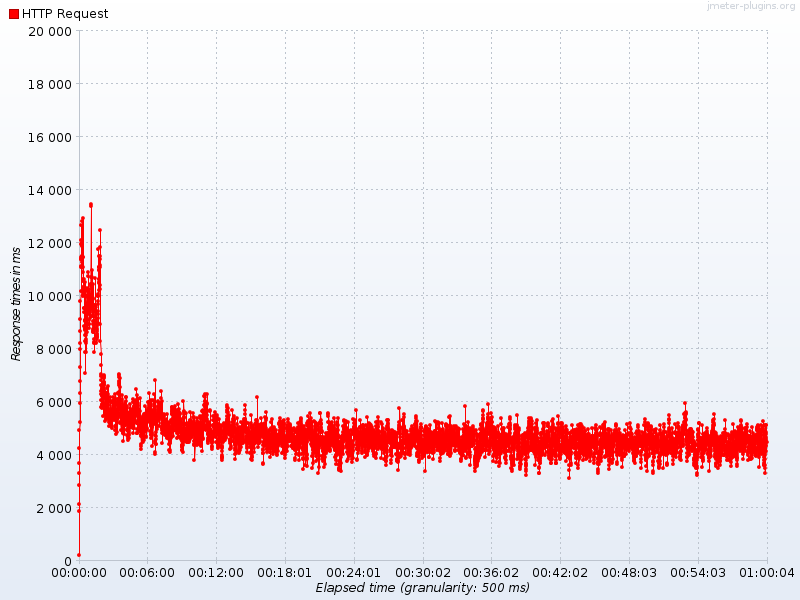 jmeter-plugins.org
HTTP Request
20 000
18 000
16 000
14 000
12 000
10 000
8 000
6 000
4 000
2 000
0
Response times in ms
00:00:00 00:06:00 00:12:00 00:18:01 00:24:01 00:30:02 00:36:02 00:42:02 00:48:03 00:54:03 01:00:04
Elapsed time (granularity: 500 ms)